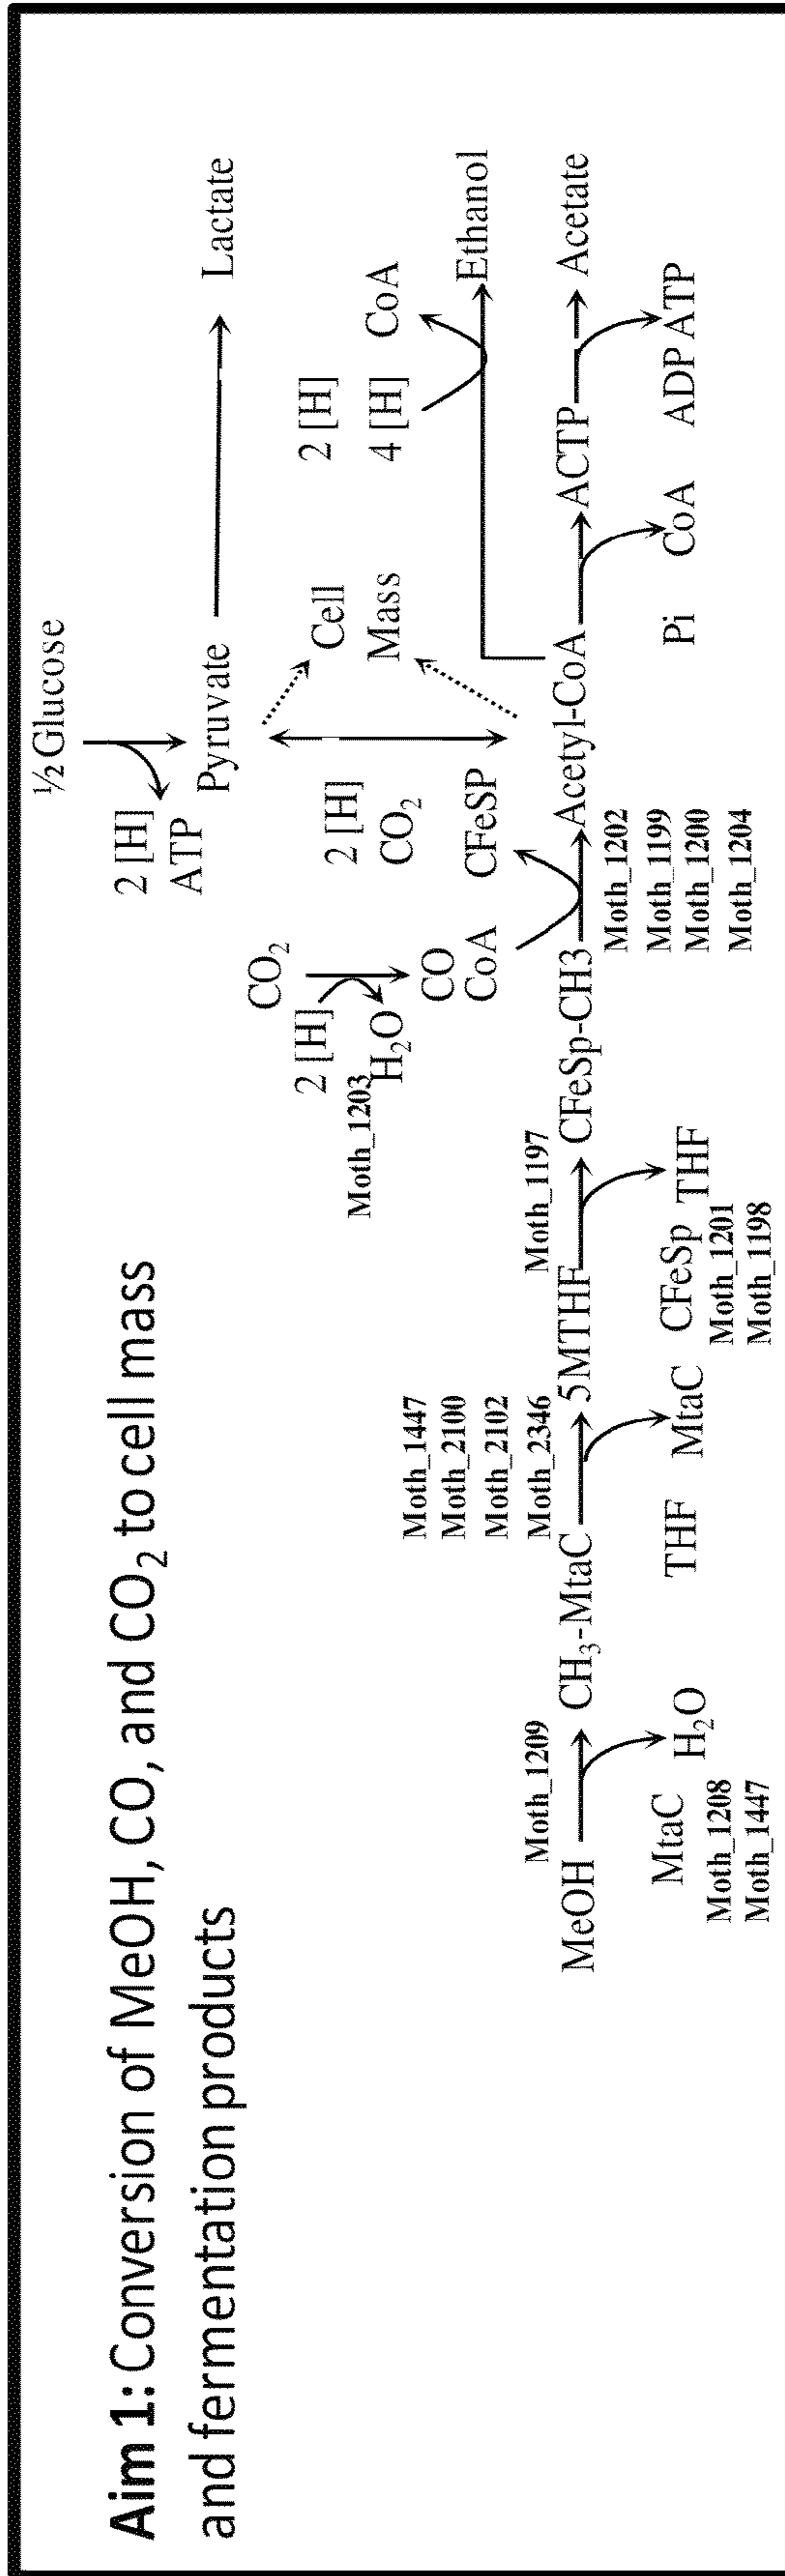 Aim 1: Conversion of MeOH, CO, and CO₂ to cell mass
and fermentation products
½ Glucose
2 [H]
ATP
Pyruvate
Lactate
CO₂
2 [H]
H₂O
Moth_1203
CO
CoA
2 [H]
CO₂
CFeSP
Cell
Mass
2 [H]
4 [H]
CoA
Ethanol
MeOH
Moth_1209
CH₃-MtaC
Moth_1447
Moth_2100
Moth_2102
Moth_2346
5MTHF
Moth_1197
CFeSp-CH3
Acetyl-CoA
ACTP
Acetate
MtaC
H₂O
Moth_1208
Moth_1447
THF
MtaC
CFeSp
THF
Moth_1201
Moth_1198
Moth_1202
Moth_1199
Moth_1200
Moth_1204
Pi
CoA
ADP
ATP